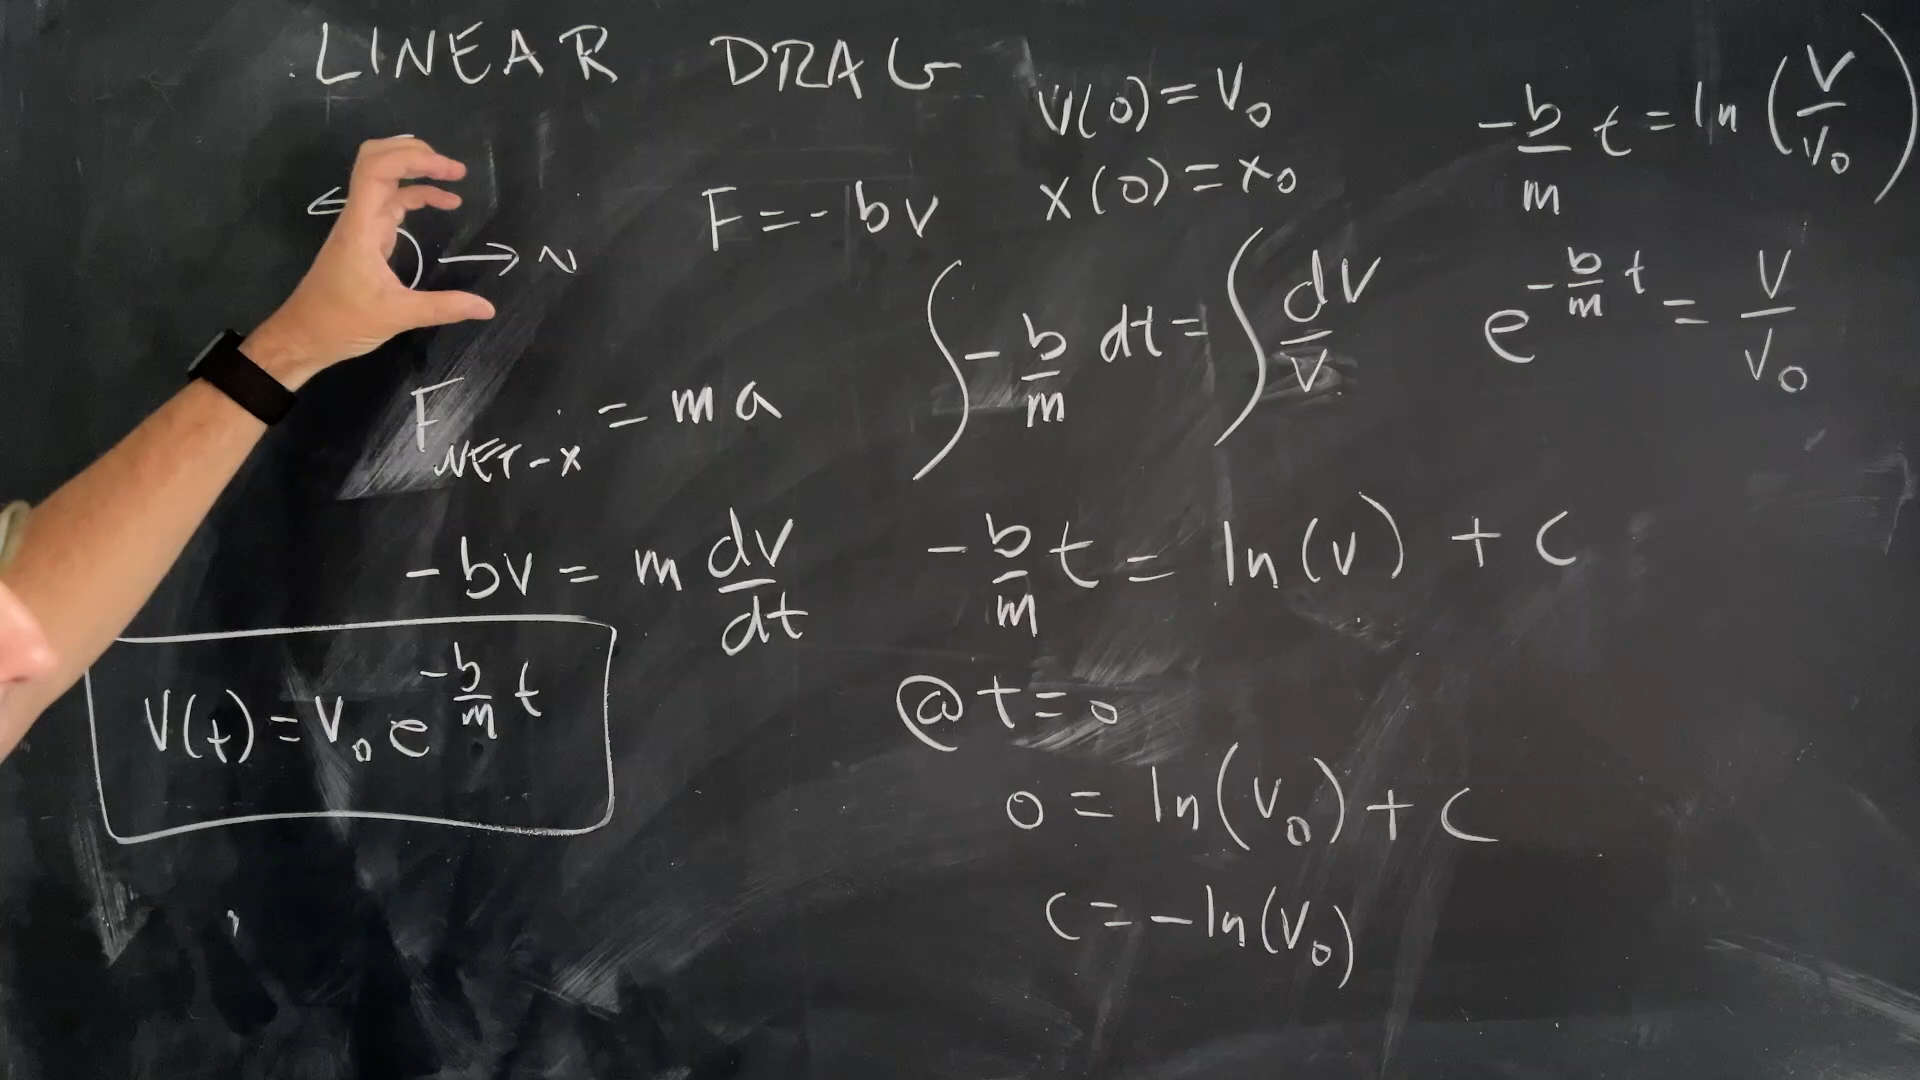 LINEAR DRAG
v
F = - bv
F_NET-X = ma
-bv = m dv/dt
V(t) = V₀ e^(-b/m t)
V(0) = V₀
X(0) = X₀
∫ -b/m dt = ∫ dV/V
-b/m t = ln(V) + C
@ t = 0
0 = ln(V₀) + C
C = -ln(V₀)
-b/m t = ln(V/V₀)
e^(-b/m t) = V/V₀